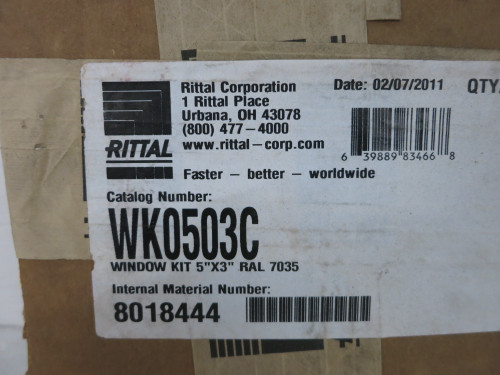 Rittal Corporation
1 Rittal Place
Urbana, OH 43078
(800) 477-4000
www.rittal-corp.com
Date: 02/07/2011
QTY
RITTAL
6 39889 83466 8
Faster - better - worldwide
Catalog Number:
WK0503C
WINDOW KIT 5"X3" RAL 7035
Internal Material Number:
8018444